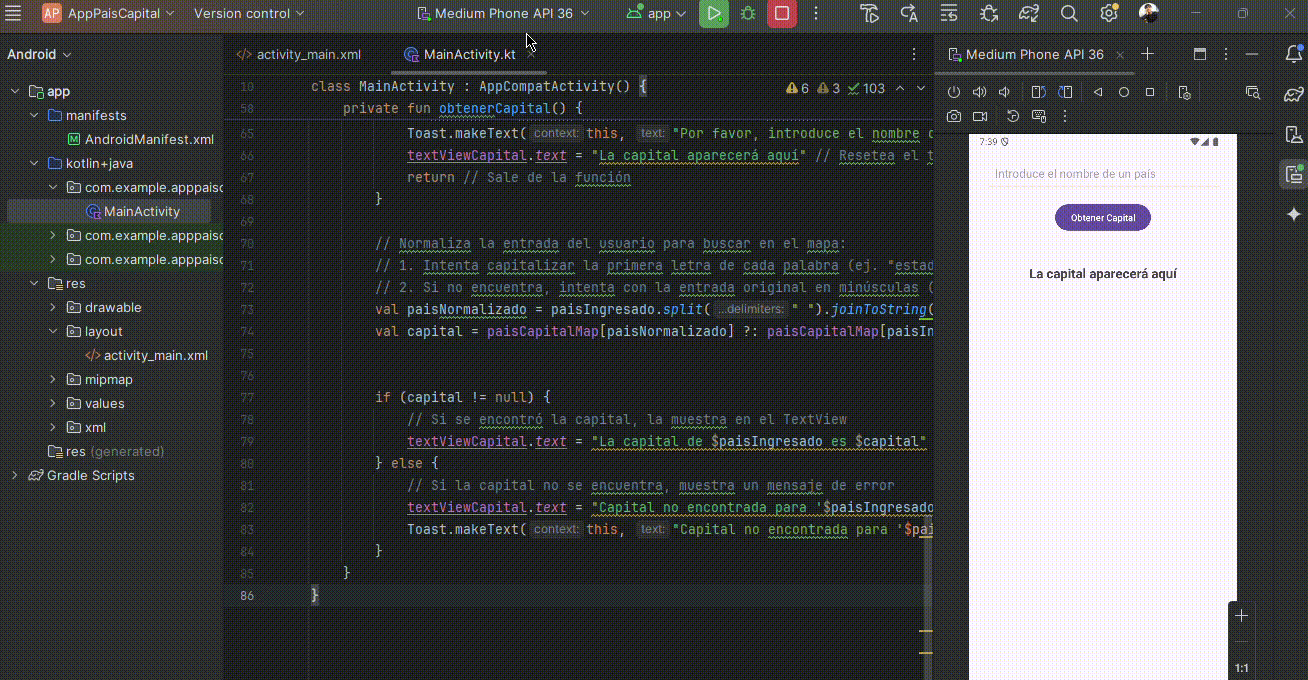 AP AppPaisCapital Version control Medium Phone API 36 app
Android
app
manifests
AndroidManifest.xml
kotlin+java
com.example.apppaisc
MainActivity
com.example.apppaisc
com.example.apppaisc
res
drawable
layout
activity_main.xml
mipmap
values
xml
res (generated)
Gradle Scripts
activity_main.xml MainActivity.kt
6 3 103
10 class MainActivity : AppCompatActivity() {
58 private fun obtenerCapital() {
65 Toast.makeText( context: this, text: "Por favor, introduce el nombre d
66 textViewCapital.text = "La capital aparecerá aquí" // Resetea el t
67 return // Sale de la función
68 }
69
70 // Normaliza la entrada del usuario para buscar en el mapa:
71 // 1. Intenta capitalizar la primera letra de cada palabra (ej. "estad
72 // 2. Si no encuentra, intenta con la entrada original en minúsculas (
73 val paisNormalizado = paisIngresado.split( ...delimiters: " ").joinToString(
74 val capital = paisCapitalMap[paisNormalizado] ?: paisCapitalMap[paisIn
75
76
77 if (capital != null) {
78 // Si se encontró la capital, la muestra en el TextView
79 textViewCapital.text = "La capital de $paisIngresado es $capital"
80 } else {
81 // Si la capital no se encuentra, muestra un mensaje de error
82 textViewCapital.text = "Capital no encontrada para '$paisIngresado
83 Toast.makeText( context: this, text: "Capital no encontrada para '$pai
84 }
85 }
86 }
Medium Phone API 36
7:39
Introduce el nombre de un país
Obtener Capital
La capital aparecerá aquí
1:1